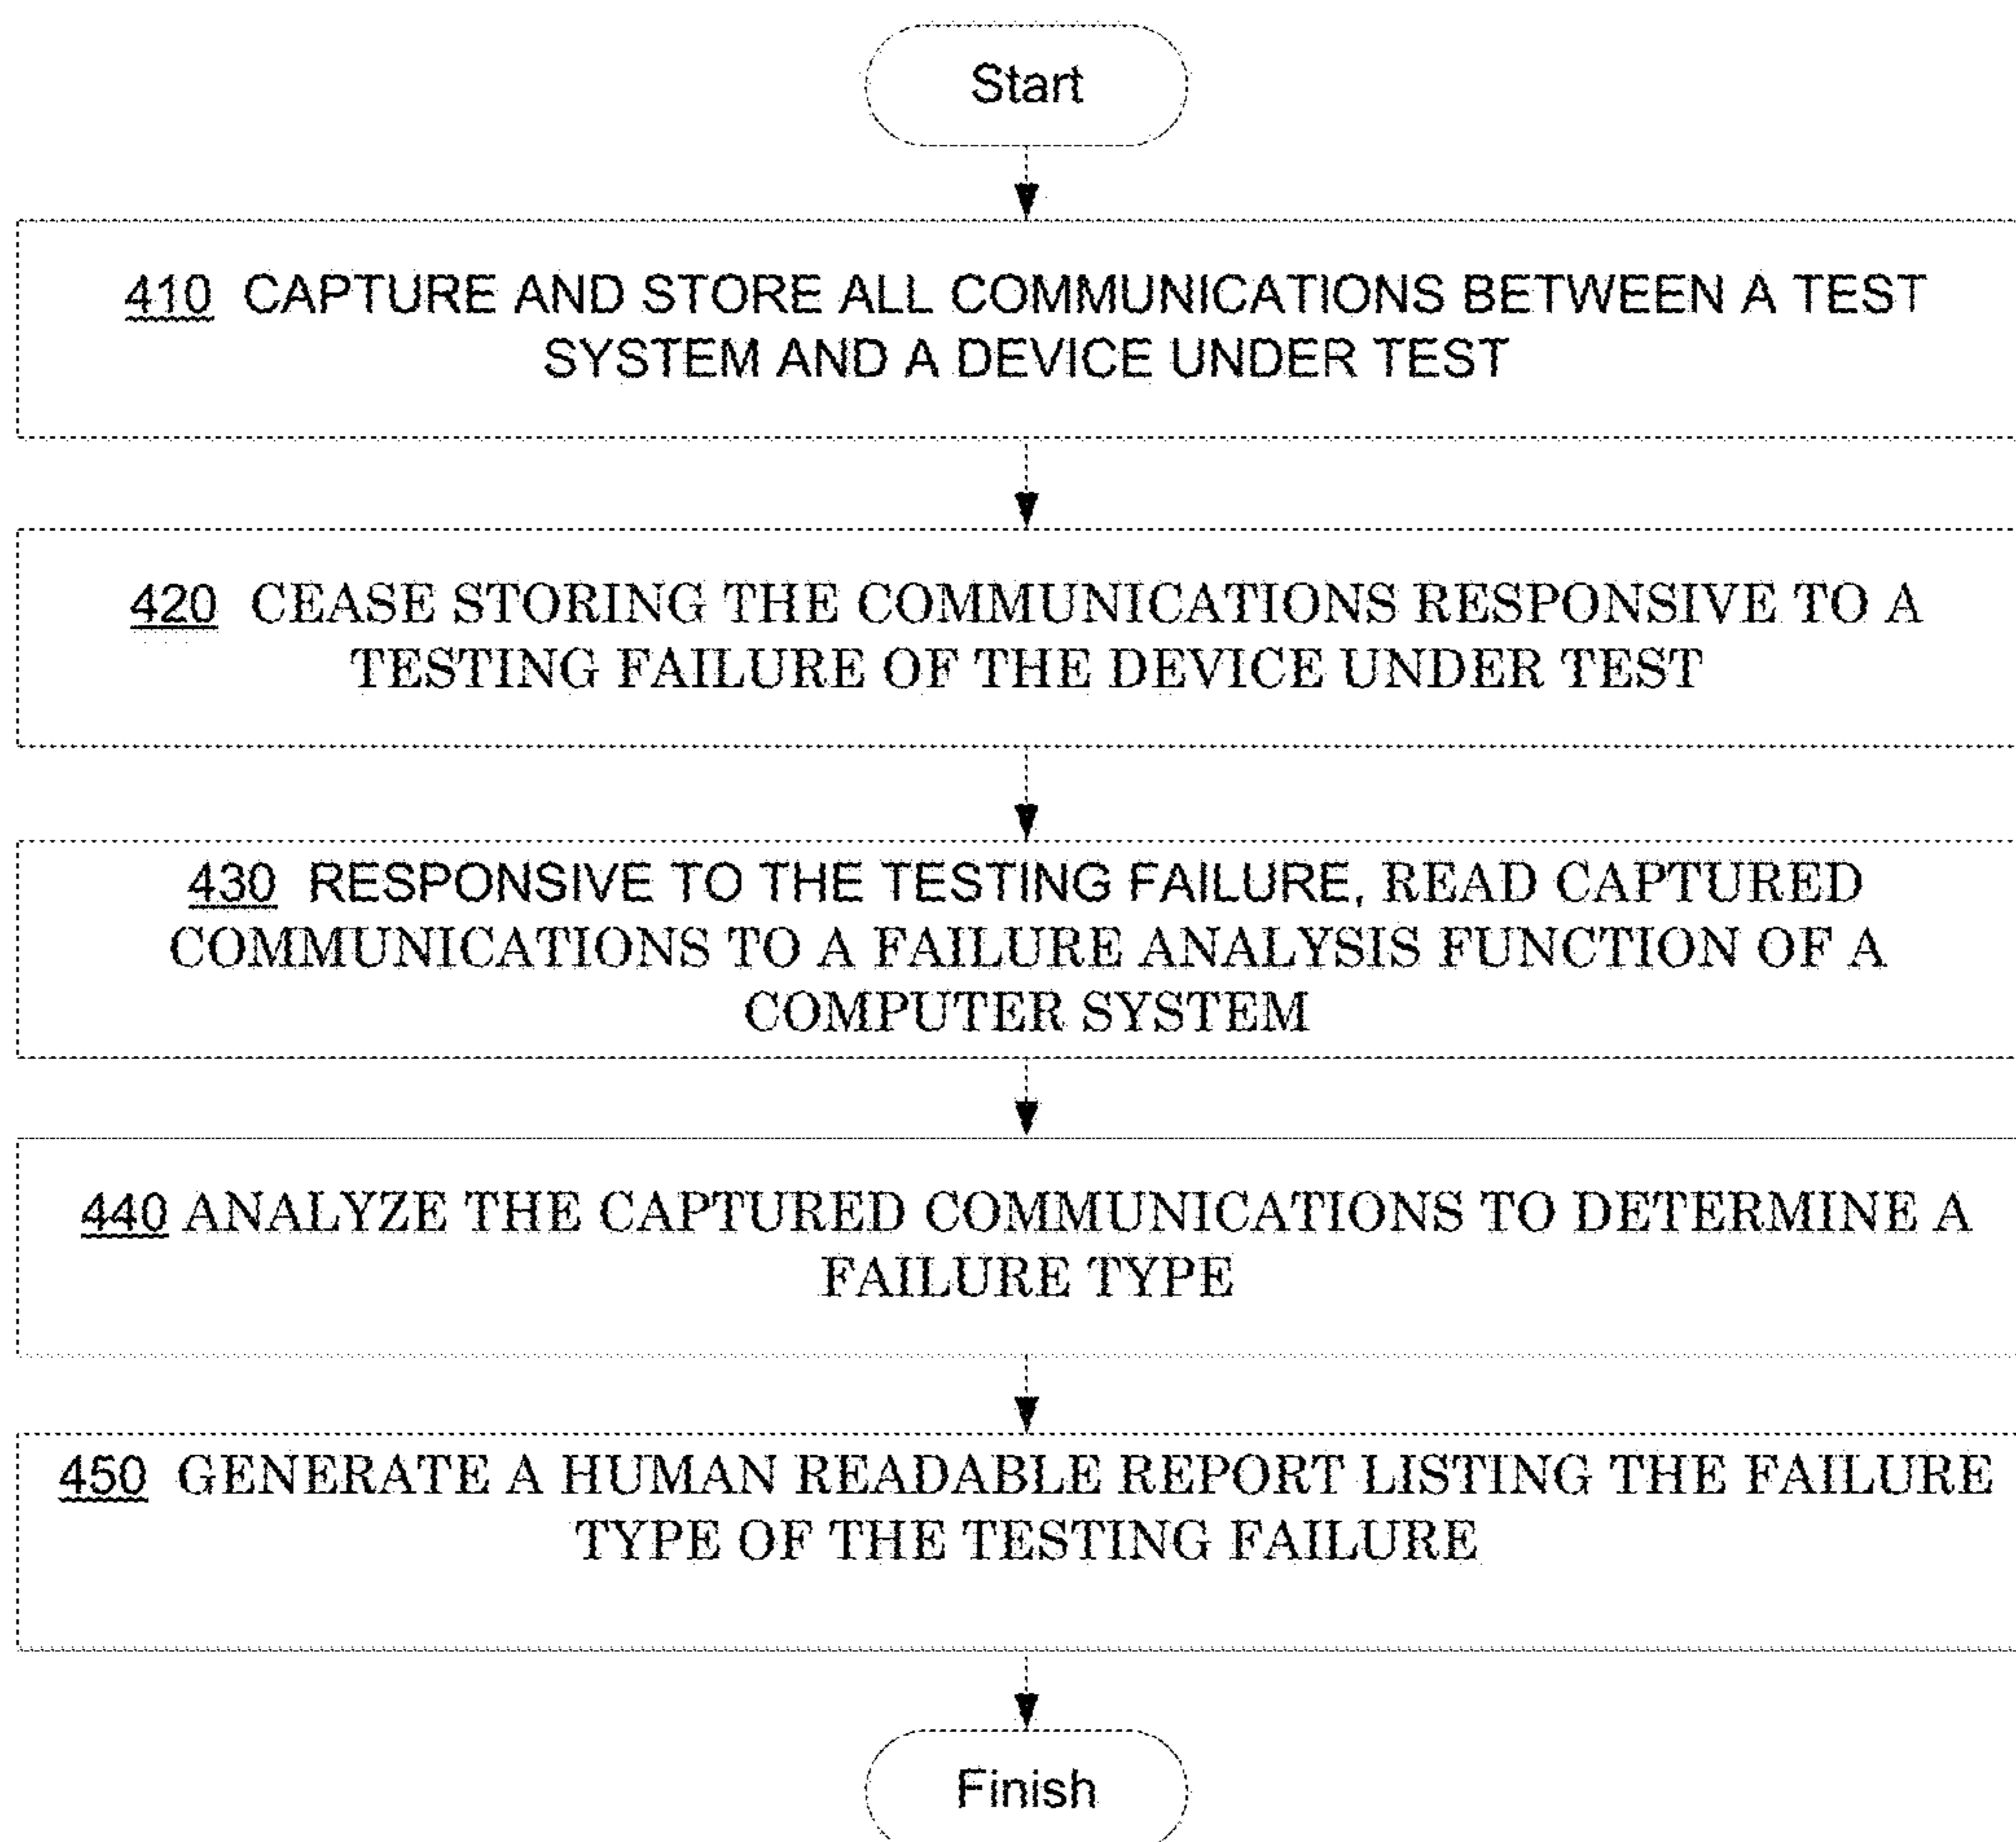 Start
410 CAPTURE AND STORE ALL COMMUNICATIONS BETWEEN A TEST
SYSTEM AND A DEVICE UNDER TEST
420 CEASE STORING THE COMMUNICATIONS RESPONSIVE TO A
TESTING FAILURE OF THE DEVICE UNDER TEST
430 RESPONSIVE TO THE TESTING FAILURE, READ CAPTURED
COMMUNICATIONS TO A FAILURE ANALYSIS FUNCTION OF A
COMPUTER SYSTEM
440 ANALYZE THE CAPTURED COMMUNICATIONS TO DETERMINE A
FAILURE TYPE
450 GENERATE A HUMAN READABLE REPORT LISTING THE FAILURE
TYPE OF THE TESTING FAILURE
Finish